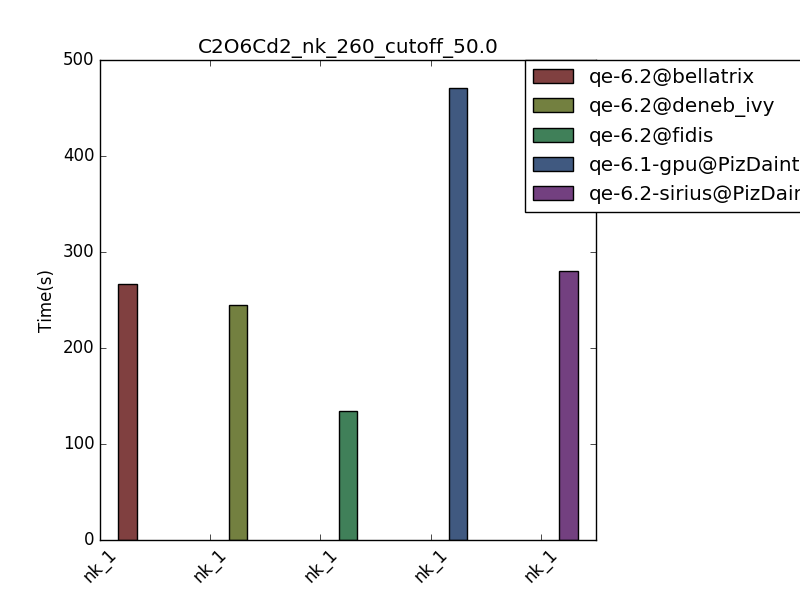 C2O6Cd2_nk_260_cutoff_50.0
500
400
300
200
100
0
Time(s)
nk_1
nk_1
nk_1
nk_1
nk_1
qe-6.2@bellatrix
qe-6.2@deneb_ivy
qe-6.2@fidis
qe-6.1-gpu@PizDaint
qe-6.2-sirius@PizDai